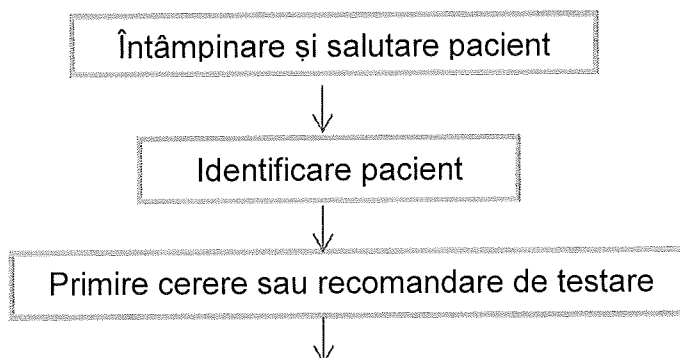 Întâmpinare și salutare pacient
Identificare pacient
Primire cerere sau recomandare de testare